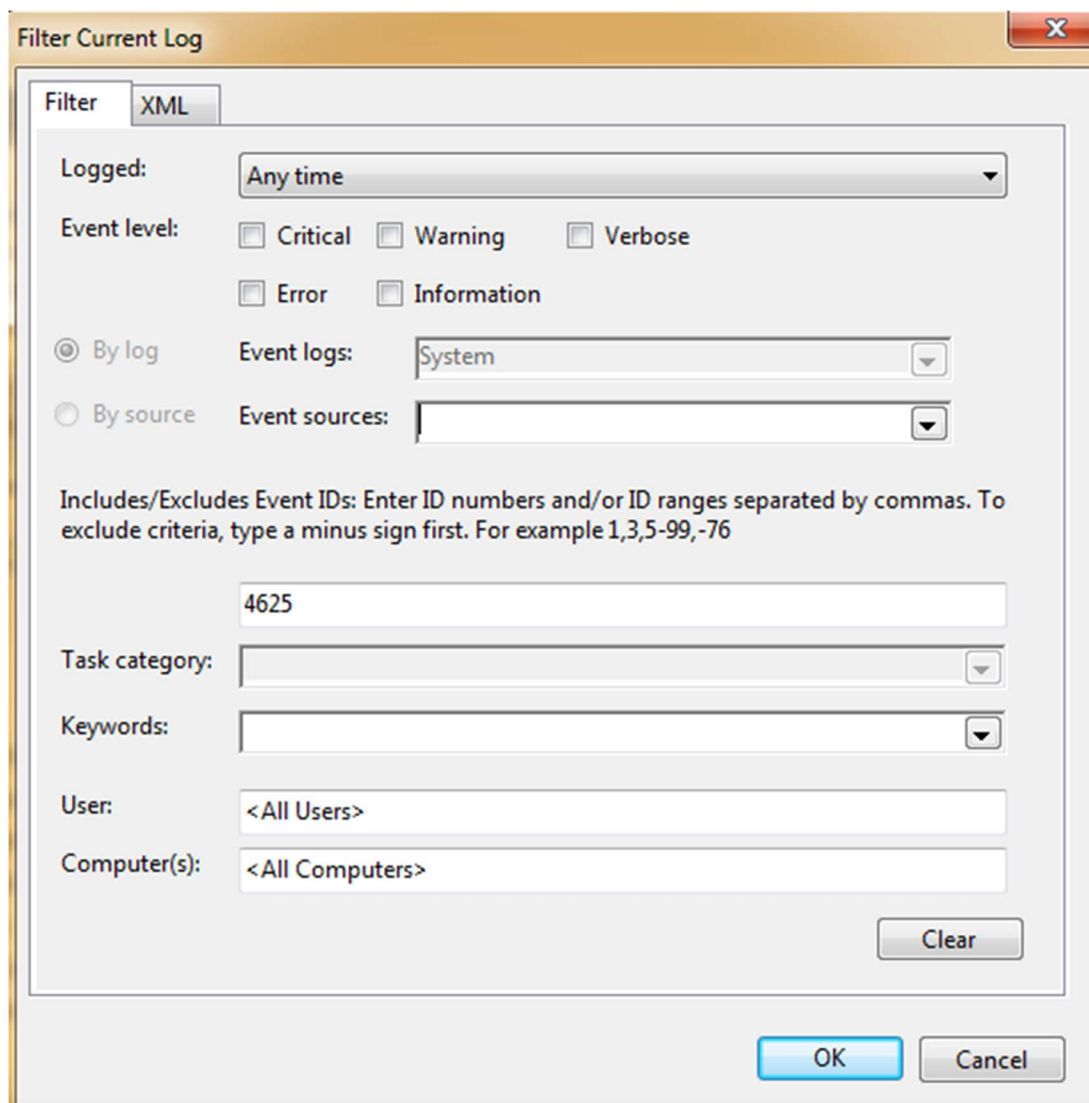 Filter Current Log
Filter XML
Logged: Any time
Event level: Critical Warning Verbose
Error Information
By log Event logs: System
By source Event sources:
Includes/Excludes Event IDs: Enter ID numbers and/or ID ranges separated by commas. To
exclude criteria, type a minus sign first. For example 1,3,5-99,-76
4625
Task category:
Keywords:
User: <All Users>
Computer(s): <All Computers>
Clear
OK Cancel